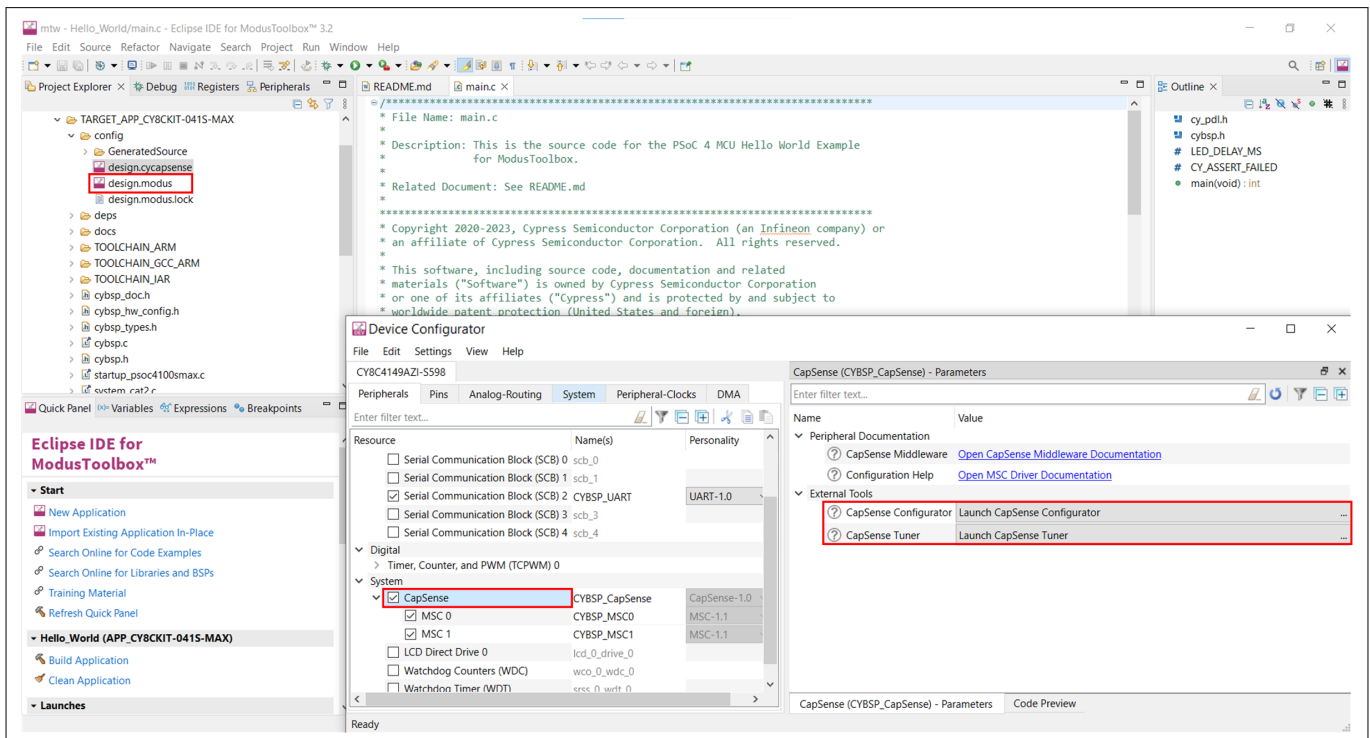 mtw - Hello_World/main.c - Eclipse IDE for ModusToolbox™ 3.2
File Edit Source Refactor Navigate Search Project Run Window Help
Project Explorer Debug Registers Peripherals
README.md main.c
Outline
TARGET_APP_CY8CKIT-041S-MAX
config
GeneratedSource
design.cycapsense
design.modus
design.modus.lock
deps
docs
TOOLCHAIN_ARM
TOOLCHAIN_GCC_ARM
TOOLCHAIN_IAR
cybsp_doc.h
cybsp_hw_config.h
cybsp_types.h
cybsp.c
cybsp.h
startup_psoc4100smax.c
system_cat2.c
/******************************************************************************
* File Name: main.c
*
* Description: This is the source code for the PSoC 4 MCU Hello World Example
* for ModusToolbox.
*
* Related Document: See README.md
*
*******************************************************************************
* Copyright 2020-2023, Cypress Semiconductor Corporation (an Infineon company) or
* an affiliate of Cypress Semiconductor Corporation. All rights reserved.
*
* This software, including source code, documentation and related
* materials ("Software") is owned by Cypress Semiconductor Corporation
* or one of its affiliates ("Cypress") and is protected by and subject to
* worldwide patent protection (United States and foreign),
cy_pdl.h
cybsp.h
# LED_DELAY_MS
# CY_ASSERT_FAILED
main(void) : int
Quick Panel Variables Expressions Breakpoints
Eclipse IDE for
ModusToolbox™
Start
New Application
Import Existing Application In-Place
Search Online for Code Examples
Search Online for Libraries and BSPs
Training Material
Refresh Quick Panel
Hello_World (APP_CY8CKIT-041S-MAX)
Build Application
Clean Application
Launches
Device Configurator
File Edit Settings View Help
CY8C4149AZI-S598
Peripherals Pins Analog-Routing System Peripheral-Clocks DMA
Enter filter text...
Resource Name(s) Personality
Serial Communication Block (SCB) 0 scb_0
Serial Communication Block (SCB) 1 scb_1
Serial Communication Block (SCB) 2 CYBSP_UART UART-1.0
Serial Communication Block (SCB) 3 scb_3
Serial Communication Block (SCB) 4 scb_4
Digital
Timer, Counter, and PWM (TCPWM) 0
System
CapSense CYBSP_CapSense CapSense-1.0
MSC 0 CYBSP_MSC0 MSC-1.1
MSC 1 CYBSP_MSC1 MSC-1.1
LCD Direct Drive 0 lcd_0_drive_0
Watchdog Counters (WDC) wco_0_wdc_0
Watchdog Timer (WDT) srss_0_wdt_0
Ready
CapSense (CYBSP_CapSense) - Parameters
Enter filter text...
Name Value
Peripheral Documentation
CapSense Middleware Open CapSense Middleware Documentation
Configuration Help Open MSC Driver Documentation
External Tools
CapSense Configurator Launch CapSense Configurator ...
CapSense Tuner Launch CapSense Tuner ...
CapSense (CYBSP_CapSense) - Parameters Code Preview